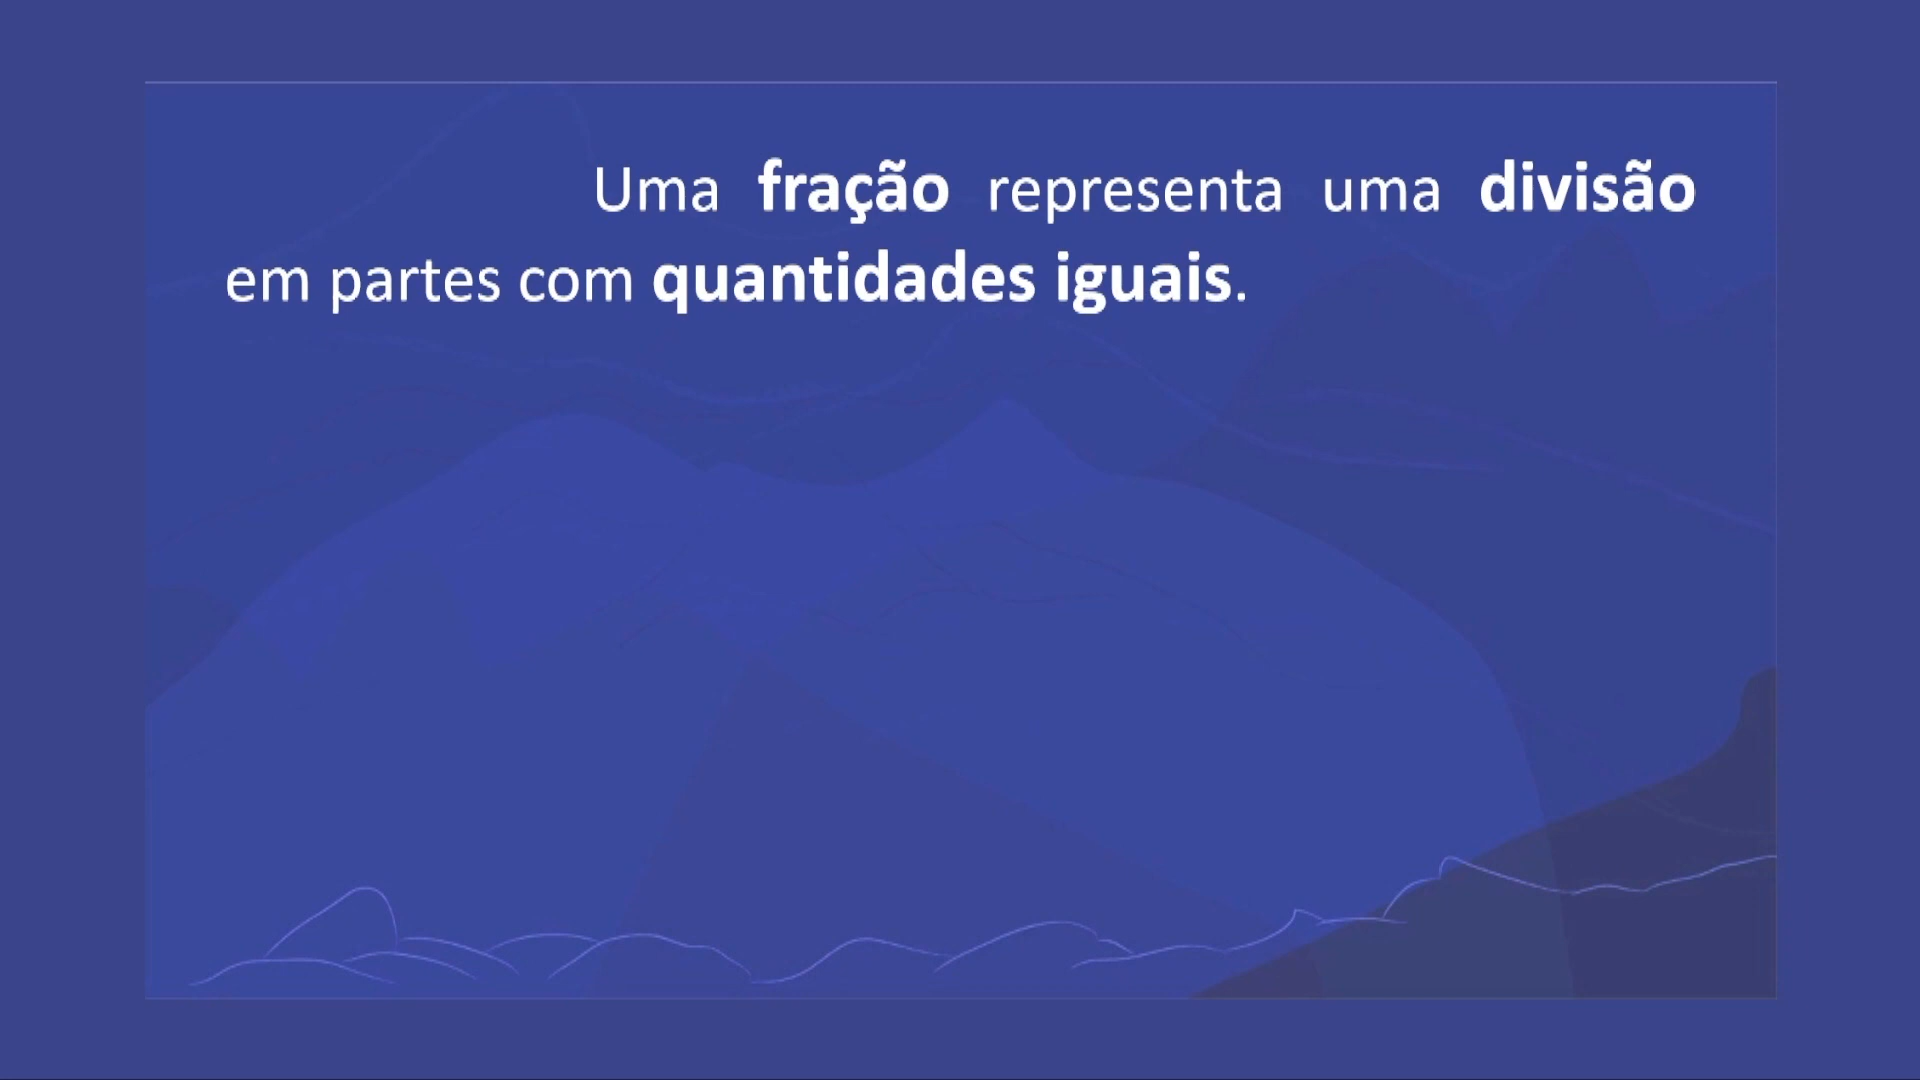 Uma fração representa uma divisão
em partes com quantidades iguais.